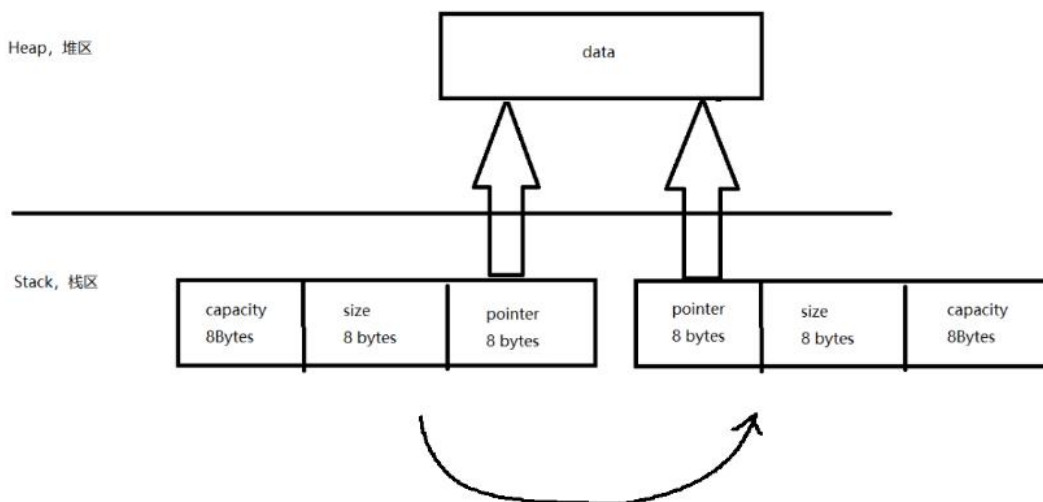 Heap，堆区
data
Stack，栈区
capacity
8Bytes
size
8 bytes
pointer
8 bytes
pointer
8 bytes
size
8 bytes
capacity
8Bytes